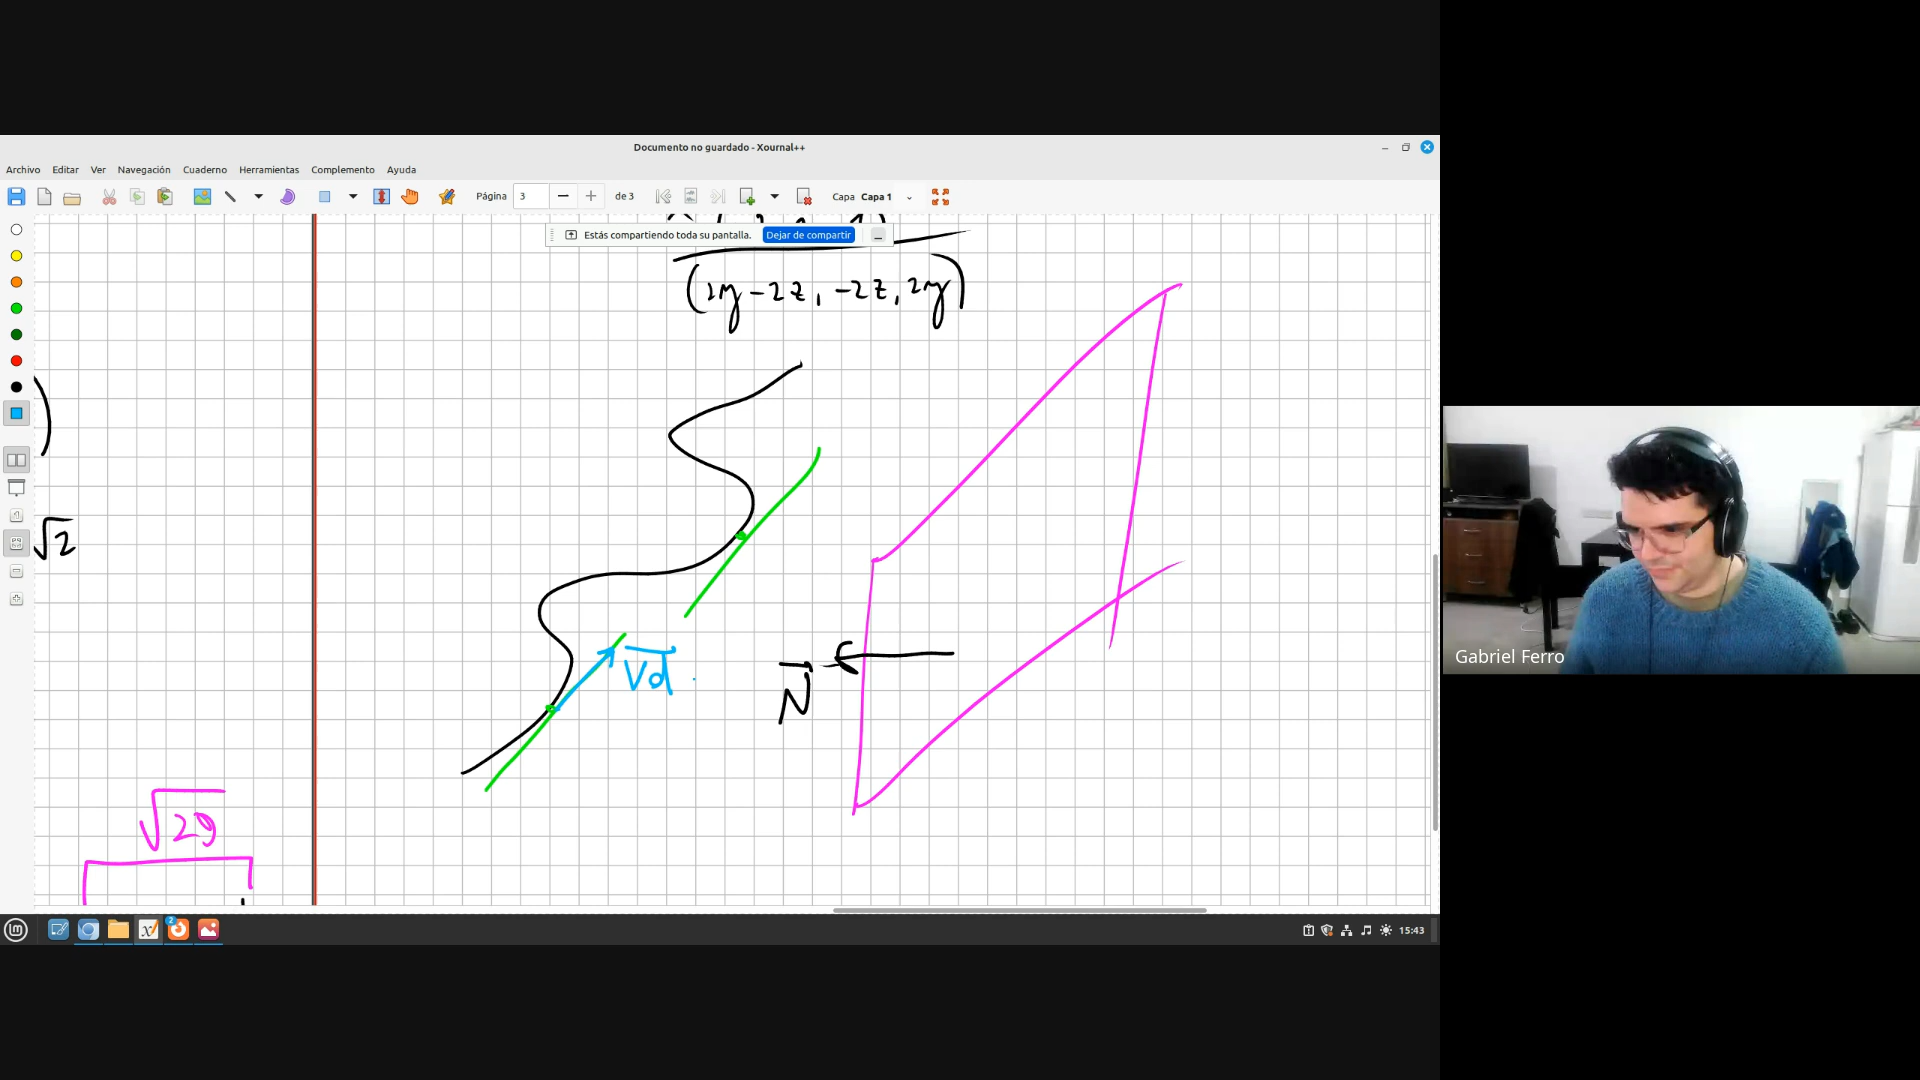 Documento no guardado - Xournal++
Archivo Editar Ver Navegación Cuaderno Herramientas Complemento Ayuda
Página 3 de 3 Capa Capa 1
Estás compartiendo toda su pantalla. Dejar de compartir
(2y-2z, -2z, 2y)
√2
Vd
N
√29
Gabriel Ferro
2
15:43